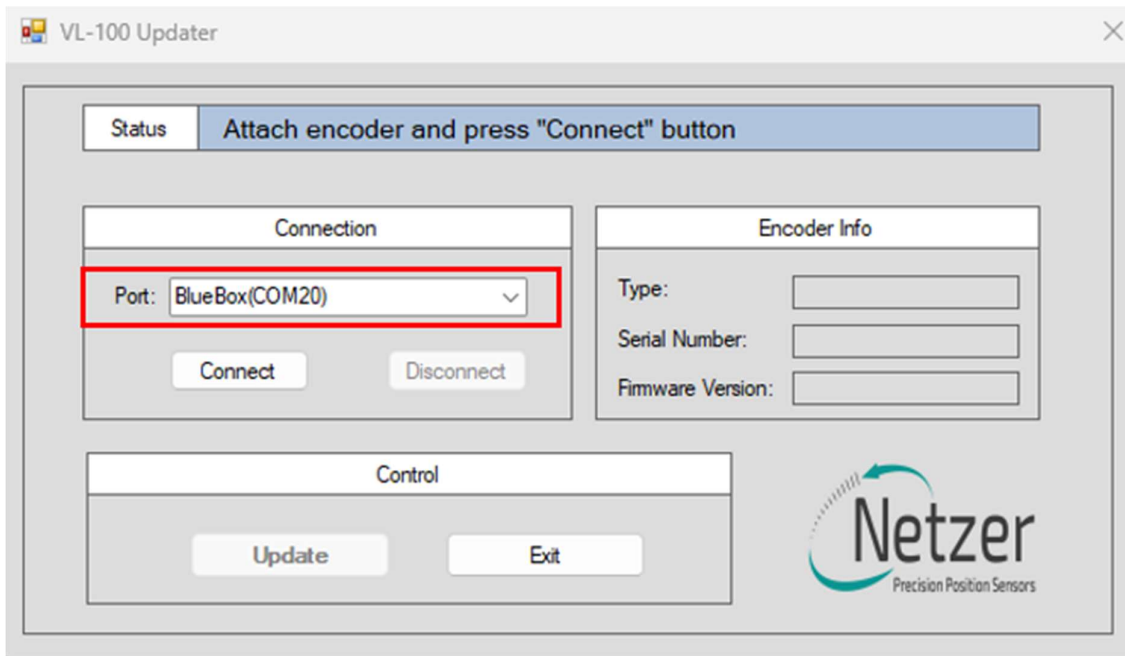 VL-100 Updater
Status
Attach encoder and press "Connect" button
Connection
Port:
BlueBox(COM20)
Connect
Disconnect
Encoder Info
Type:
Serial Number:
Firmware Version:
Control
Update
Exit
Netzer
Precision Position Sensors